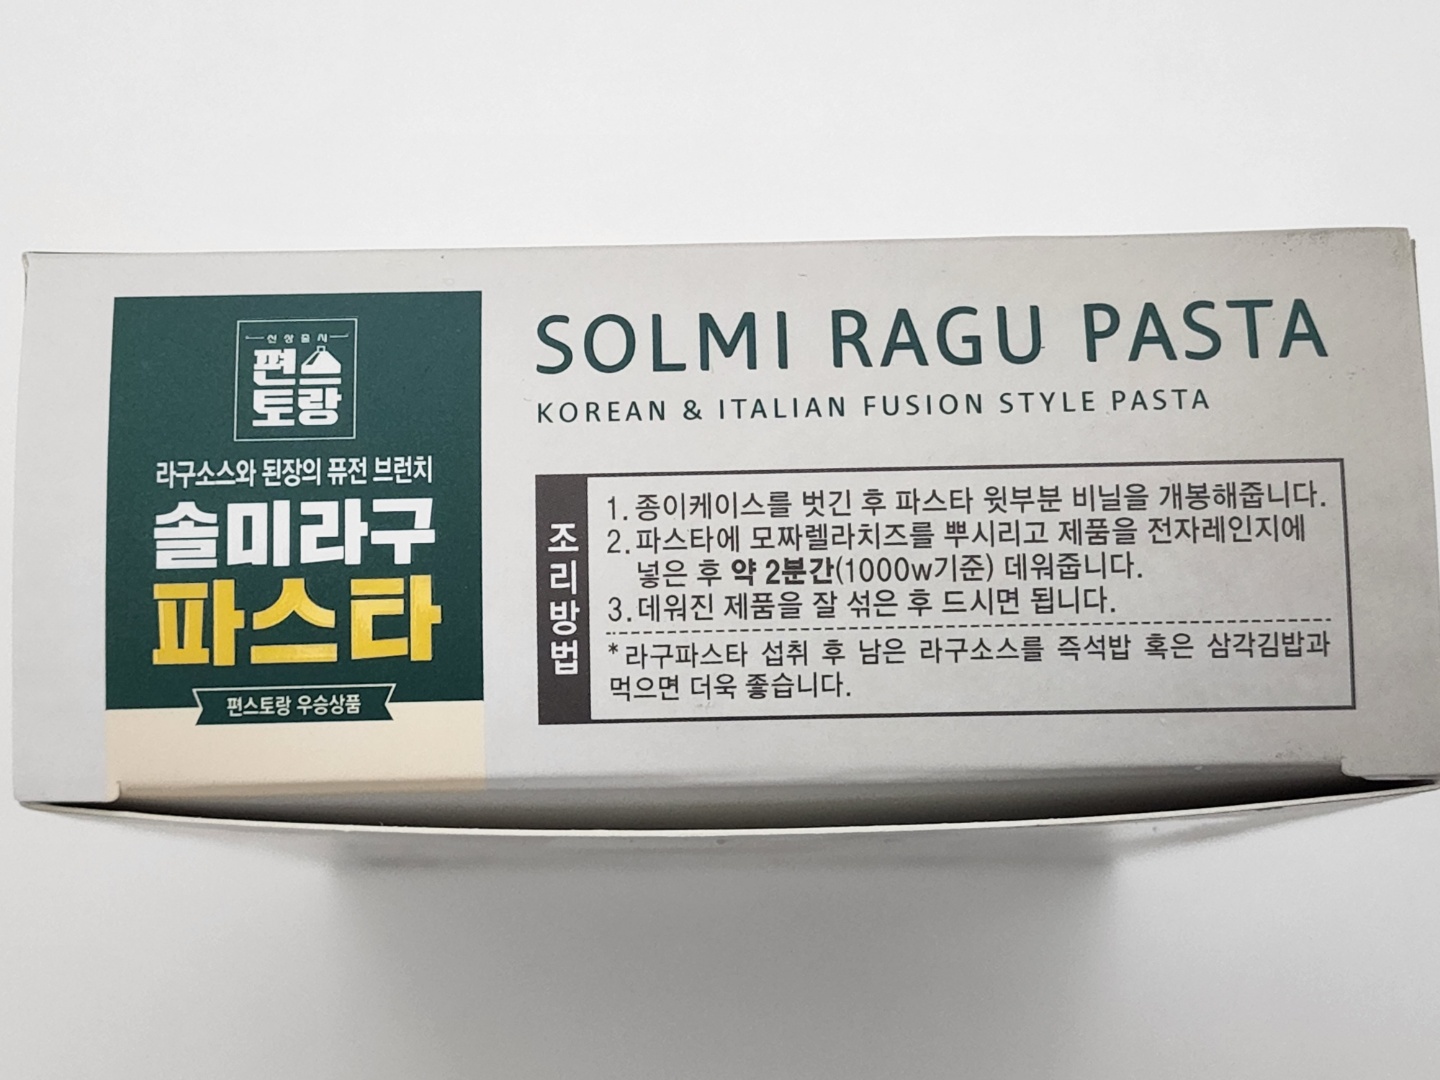 신상출시
편스
토랑
라구소스와 된장의 퓨전 브런치
솔미라구
파스타
편스토랑 우승상품
SOLMI RAGU PASTA
KOREAN & ITALIAN FUSION STYLE PASTA
조리방법
1. 종이케이스를 벗긴 후 파스타 윗부분 비닐을 개봉해줍니다.
2. 파스타에 모짜렐라치즈를 뿌시리고 제품을 전자레인지에
넣은 후 약 2분간(1000w기준) 데워줍니다.
3. 데워진 제품을 잘 섞은 후 드시면 됩니다.
*라구파스타 섭취 후 남은 라구소스를 즉석밥 혹은 삼각김밥과
먹으면 더욱 좋습니다.